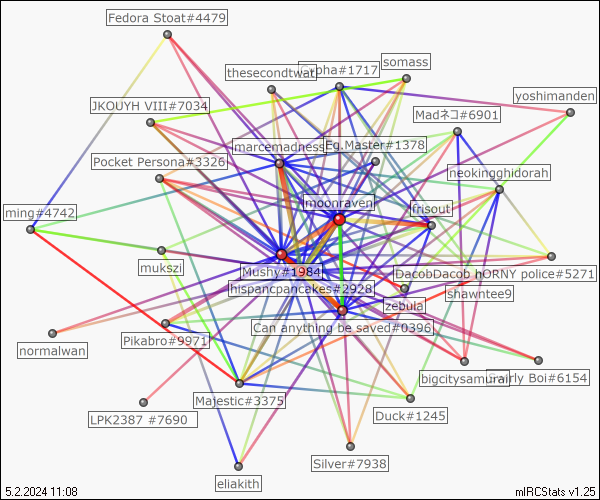 Fedora Stoat#4479
thesecondtwat
Cypha#1717
somass
JKOUYH VIII#7034
Madネコ#6901
yoshimanden
marcemadness
Eq.Master#1378
Pocket Persona#3326
neokingghidorah
moonraven
frisout
ming#4742
mukszi
Mushy#1984
DacobDacob hORNY police#5271
hispancpancakes#2928
shawntee9
zebula
Can anything be saved#0396
normalwan
Pikabro#9971
bigcitysamurai
Boi#6154
Majestic#3375
LPK2387 #7690
Duck#1245
Silver#7938
eliakith
5.2.2024 11:08
mIRCStats v1.25